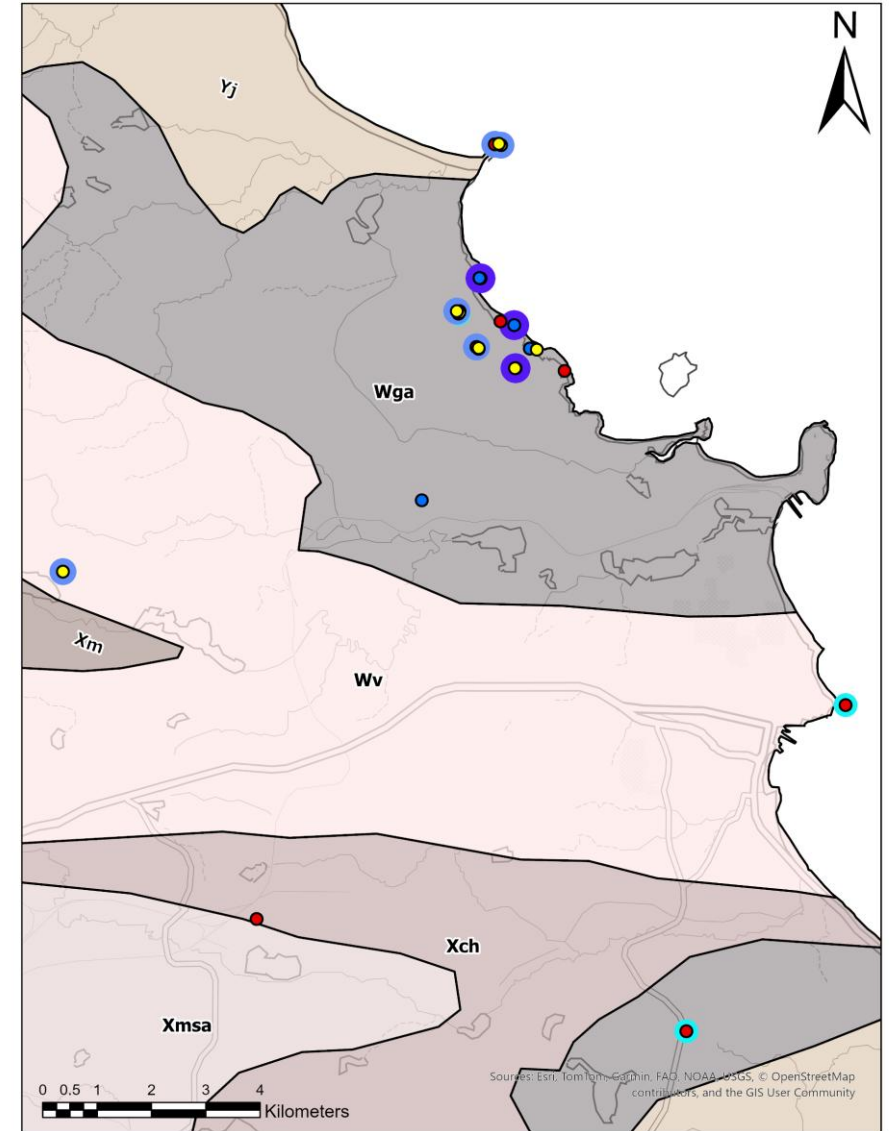 N
Yj
Wga
Xm
Wv
Xch
Xmsa
0 0.5 1 2 3 4
Kilometers
Sources: Esri, TomTom, Garmin, FAO, NOAA, USGS, © OpenStreetMap
contributors, and the GIS User Community